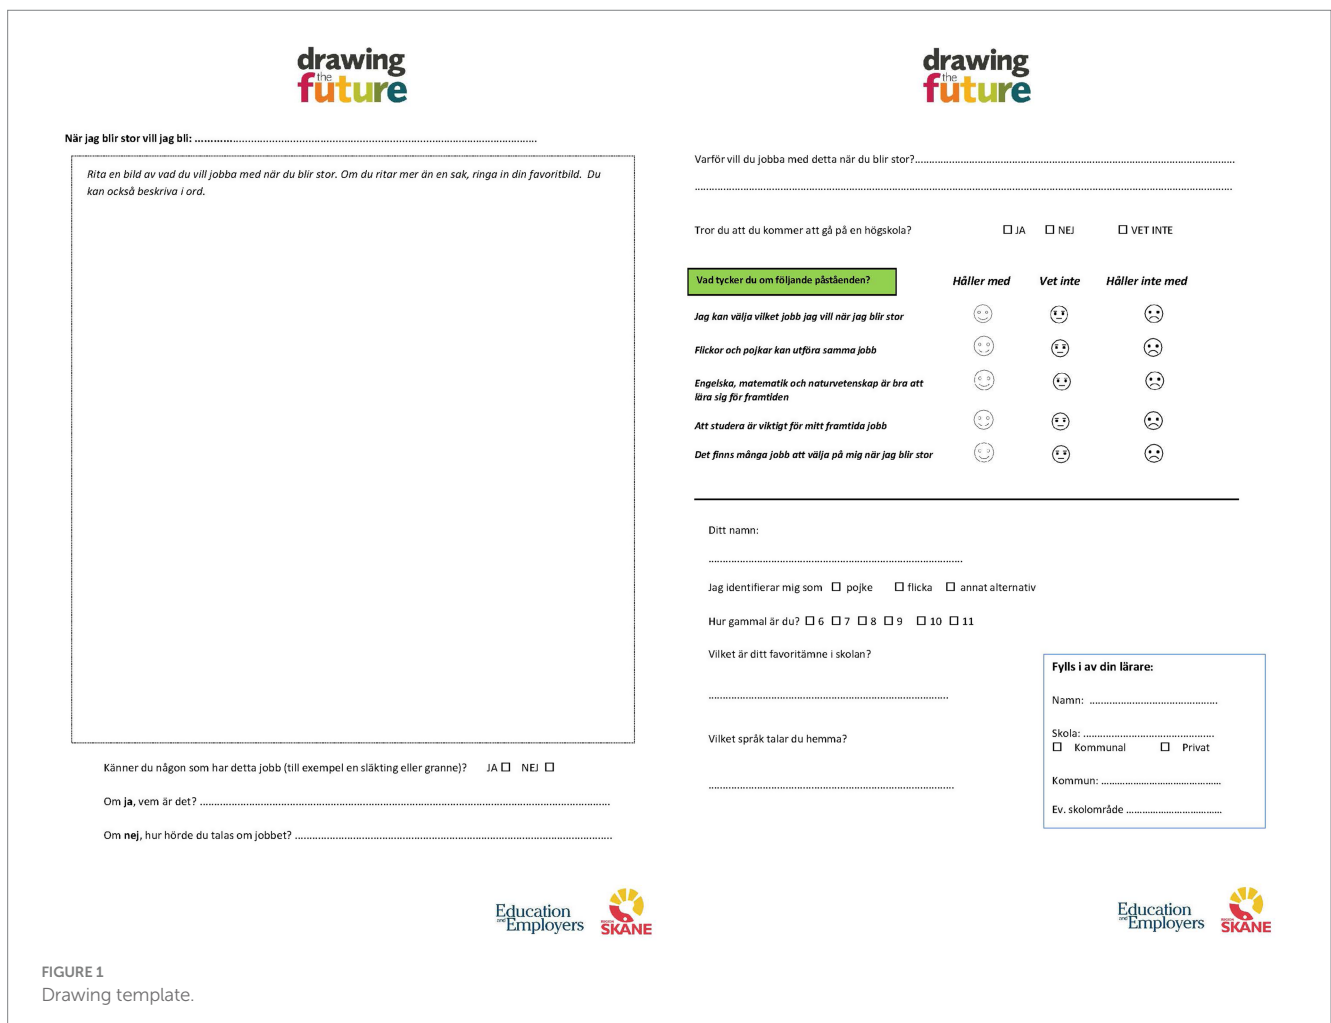 drawing
the
future
När jag blir stor vill jag bli: ..........................................................................................................
Rita en bild av vad du vill jobba med när du blir stor. Om du ritar mer än en sak, ringa in din favoritbild. Du
kan också beskriva i ord.
Känner du någon som har detta jobb (till exempel en släkting eller granne)? JA ☐ NEJ ☐
Om ja, vem är det? ..........................................................................................................
Om nej, hur hörde du talas om jobbet? ..........................................................................................
Education
and Employers
REGION
SKÅNE
drawing
the
future
Varför vill du jobba med detta när du blir stor?..........................................................................................
..........................................................................................................
Tror du att du kommer att gå på en högskola? ☐ JA ☐ NEJ ☐ VET INTE
Vad tycker du om följande påståenden? Håller med Vet inte Håller inte med
Jag kan välja vilket jobb jag vill när jag blir stor
Flickor och pojkar kan utföra samma jobb
Engelska, matematik och naturvetenskap är bra att
lära sig för framtiden
Att studera är viktigt för mitt framtida jobb
Det finns många jobb att välja på mig när jag blir stor
Ditt namn:
..........................................................................................
Jag identifierar mig som ☐ pojke ☐ flicka ☐ annat alternativ
Hur gammal är du? ☐ 6 ☐ 7 ☐ 8 ☐ 9 ☐ 10 ☐ 11
Vilket är ditt favoritämne i skolan?
..........................................................................................
Vilket språk talar du hemma?
..........................................................................................
Fylls i av din lärare:
Namn: ...............................................
Skola: ...............................................
☐ Kommunal ☐ Privat
Kommun: ............................................
Ev. skolområde ...................................
Education
and Employers
REGION
SKÅNE
FIGURE 1
Drawing template.